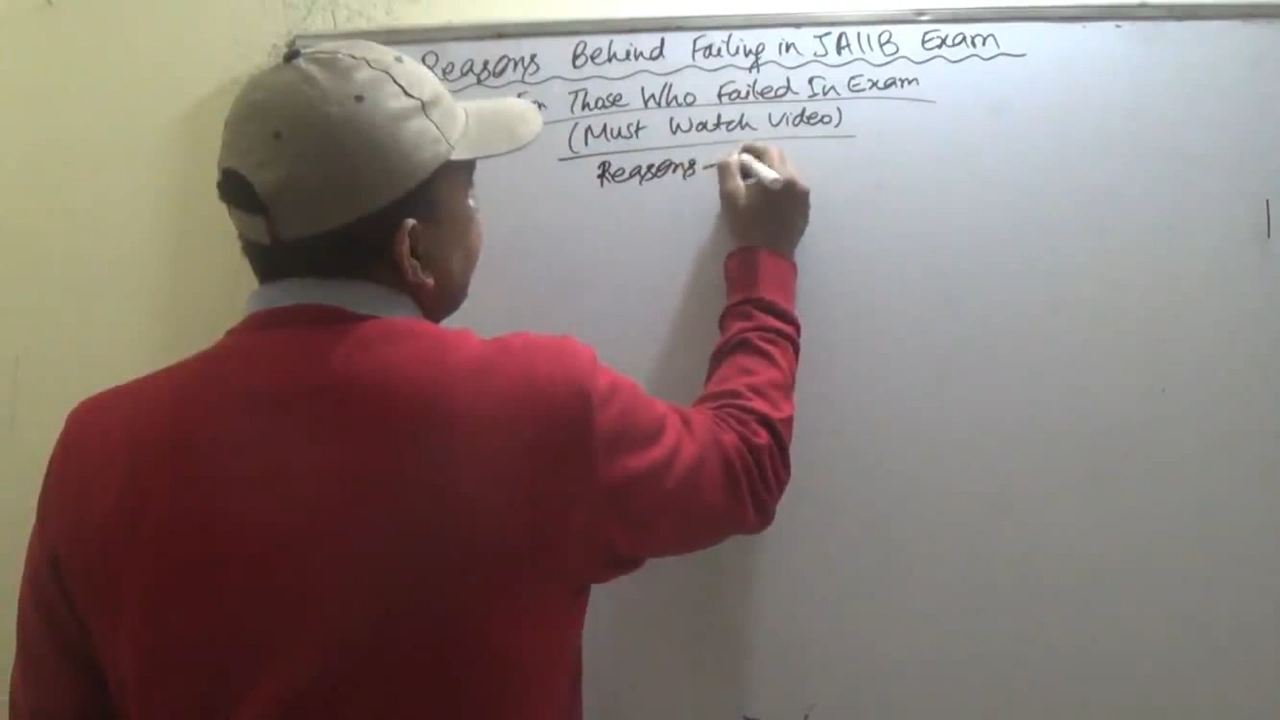 Reasons Behind Failing in JAIIB Exam
Those Who Failed In Exam
(Must Watch Video)
Reasons -